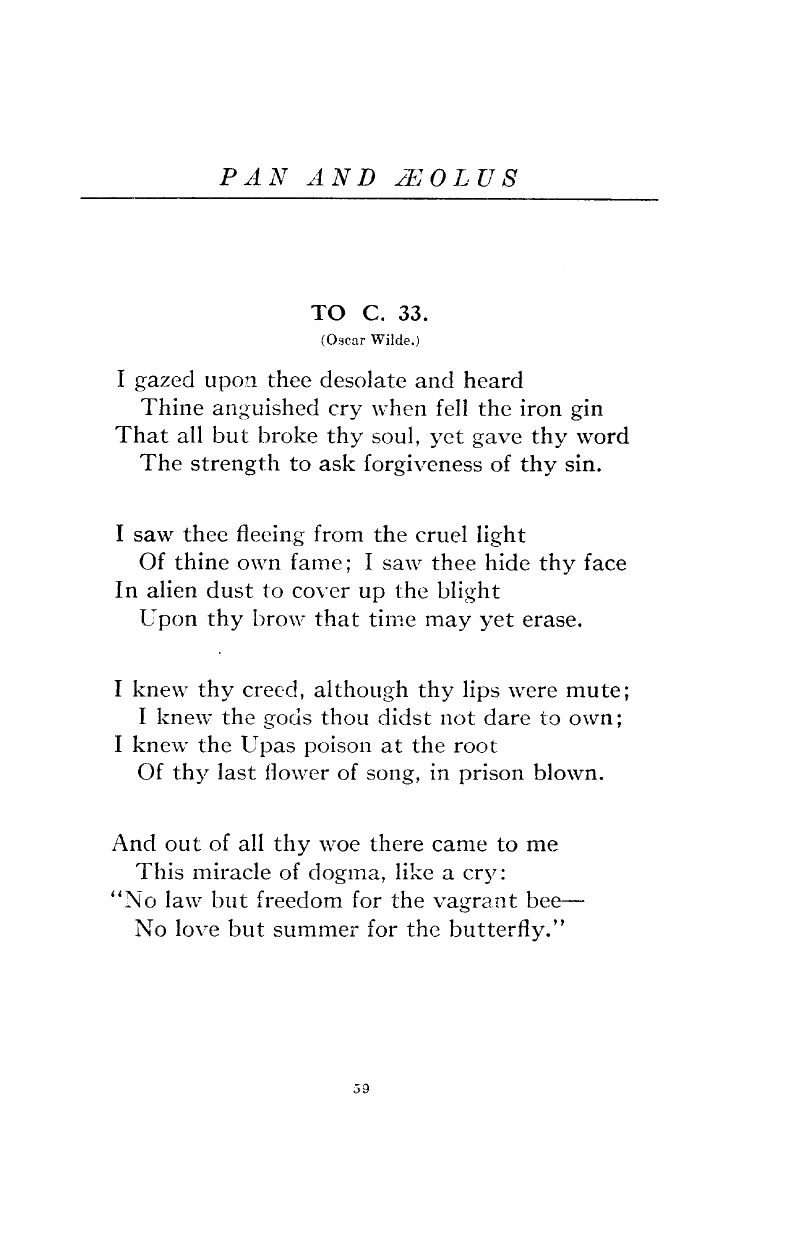 PAN AND ÆOLUS
TO C. 33.
(Oscar Wilde.)
I gazed upon thee desolate and heard
Thine anguished cry when fell the iron gin
That all but broke thy soul, yet gave thy word
The strength to ask forgiveness of thy sin.
I saw thee fleeing from the cruel light
Of thine own fame; I saw thee hide thy face
In alien dust to cover up the blight
Upon thy brow that time may yet erase.
I knew thy creed, although thy lips were mute;
I knew the gods thou didst not dare to own;
I knew the Upas poison at the root
Of thy last flower of song, in prison blown.
And out of all thy woe there came to me
This miracle of dogma, like a cry:
"No law but freedom for the vagrant bee—
No love but summer for the butterfly."
59